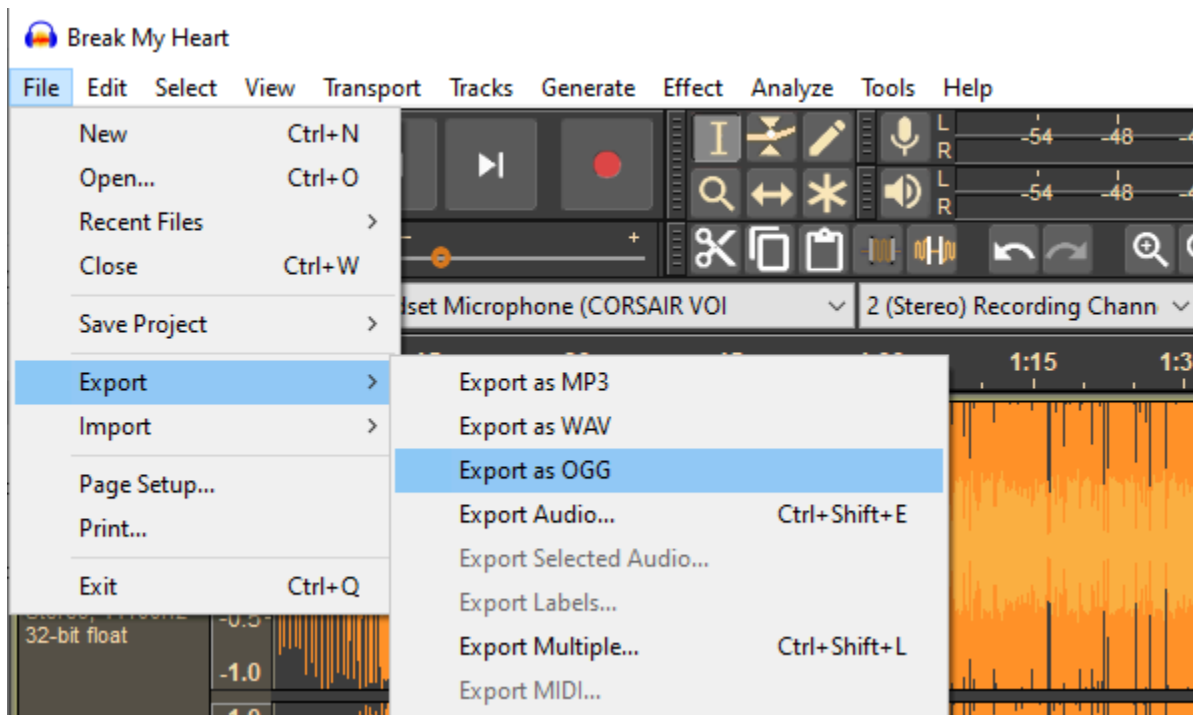 Break My Heart
File Edit Select View Transport Tracks Generate Effect Analyze Tools Help
New Ctrl+N
Open... Ctrl+O
Recent Files
Close Ctrl+W
Save Project
Export
Import
Page Setup...
Print...
Exit Ctrl+Q
L -54 -48
R
L -54 -48
R
- +
Microphone (CORSAIR VOI
2 (Stereo) Recording Chann
1:15
Export as MP3
Export as WAV
Export as OGG
Export Audio... Ctrl+Shift+E
Export Selected Audio...
Export Labels...
Export Multiple... Ctrl+Shift+L
Export MIDI...
32-bit float
-0.5
-1.0